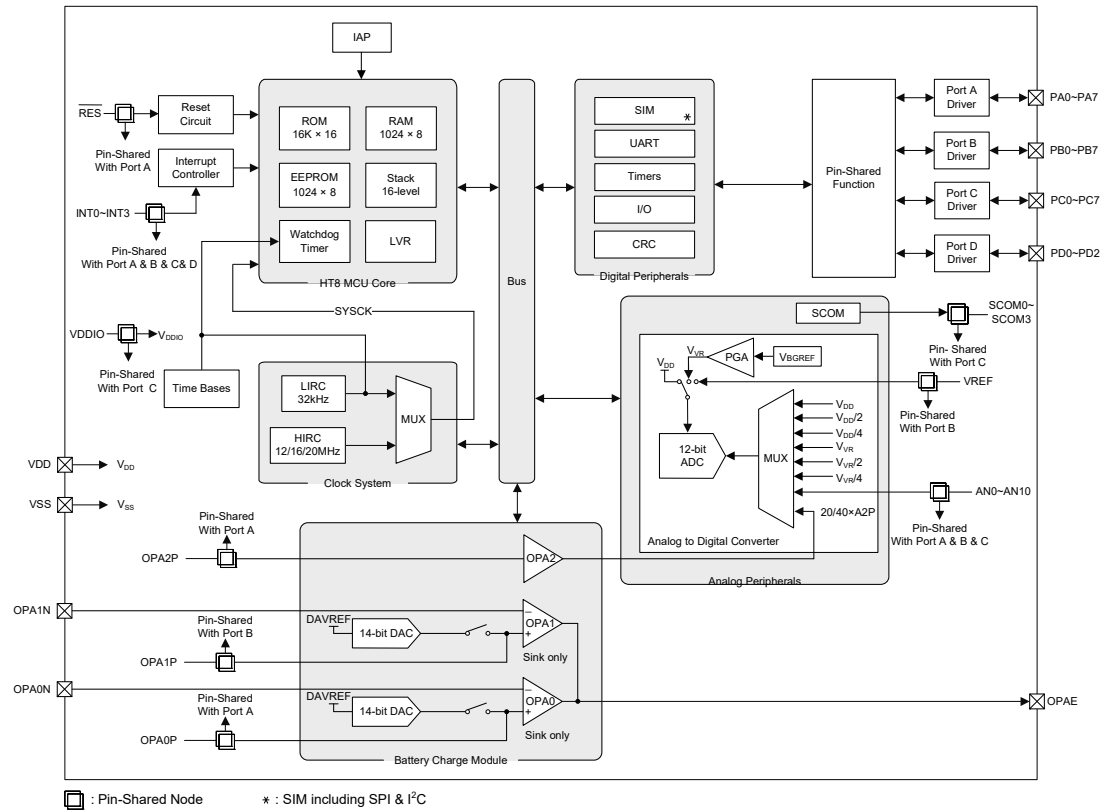 IAP
RES
Reset
Circuit
Pin-Shared
With Port A
Interrupt
Controller
INT0~INT3
Pin-Shared
With Port A & B & C& D
ROM
16K × 16
RAM
1024 × 8
EEPROM
1024 × 8
Stack
16-level
Watchdog
Timer
LVR
HT8 MCU Core
Bus
SIM
*
UART
Timers
I/O
CRC
Digital Peripherals
Pin-Shared
Function
Port A
Driver
PA0~PA7
Port B
Driver
PB0~PB7
Port C
Driver
PC0~PC7
Port D
Driver
PD0~PD2
SYSCK
VDDIO
VDDIO
Pin-Shared
With Port C
Time Bases
LIRC
32kHz
HIRC
12/16/20MHz
MUX
Clock System
VDD
VDD
VSS
VSS
SCOM
SCOM0~
SCOM3
Pin- Shared
With Port C
VDD
VVR
PGA
VBGREF
VREF
Pin-Shared
With Port B
12-bit
ADC
MUX
VDD
VDD/2
VDD/4
VVR
VVR/2
VVR/4
AN0~AN10
20/40×A2P
Pin-Shared
With Port A & B & C
Analog to Digital Converter
Analog Peripherals
Pin-Shared
With Port A
OPA2P
OPA2
OPA1N
Pin-Shared
With Port B
DAVREF
14-bit DAC
–
+
OPA1
Sink only
OPA1P
OPA0N
Pin-Shared
With Port A
DAVREF
14-bit DAC
–
+
OPA0
Sink only
OPA0P
OPAE
Battery Charge Module
: Pin-Shared Node
* : SIM including SPI & I²C